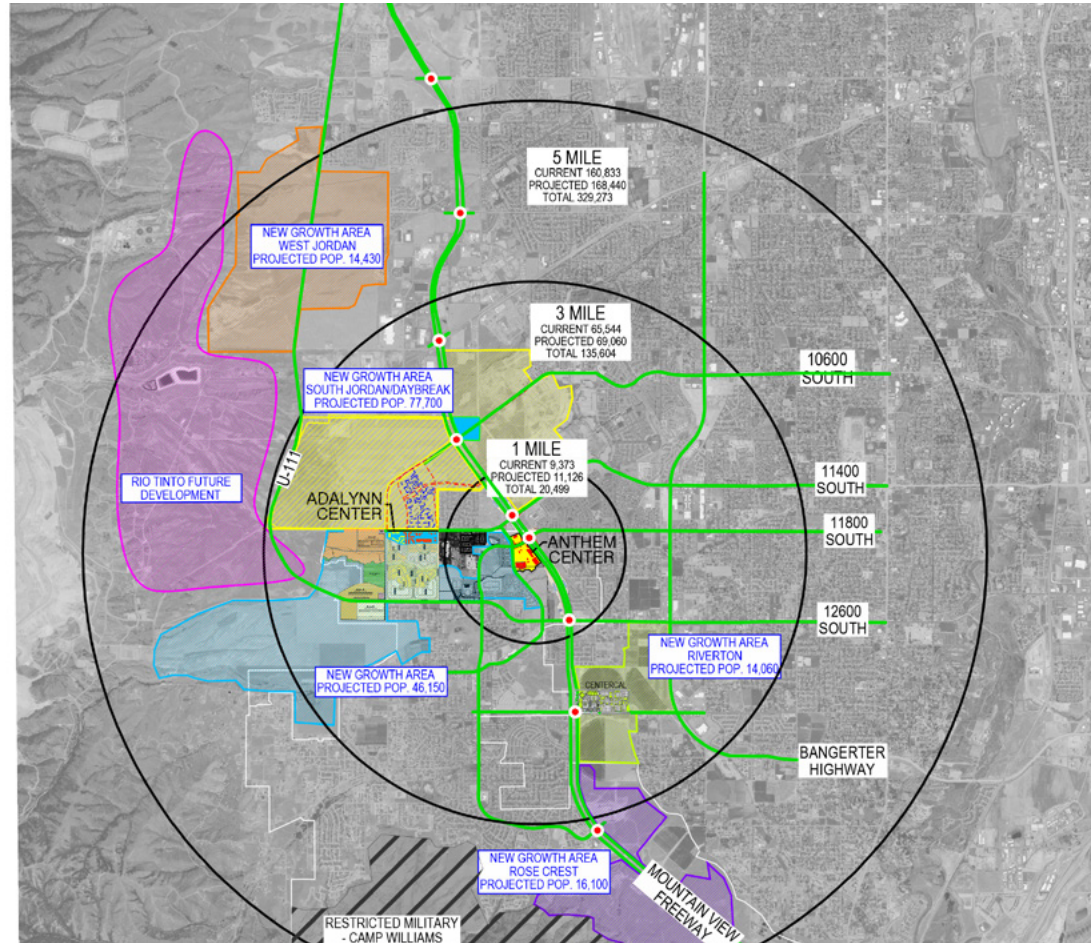 5 MILE
CURRENT 160,833
PROJECTED 168,440
TOTAL 329,273
NEW GROWTH AREA
WEST JORDAN
PROJECTED POP. 14,430
3 MILE
CURRENT 65,544
PROJECTED 69,060
TOTAL 135,604
10600
SOUTH
NEW GROWTH AREA
SOUTH JORDAN/DAYBREAK
PROJECTED POP. 77,700
1 MILE
CURRENT 9,373
PROJECTED 11,126
TOTAL 20,499
U-111
RIO TINTO FUTURE
DEVELOPMENT
11400
SOUTH
ADALYNN
CENTER
11800
SOUTH
ANTHEM
CENTER
12600
SOUTH
NEW GROWTH AREA
RIVERTON
PROJECTED POP. 14,060
NEW GROWTH AREA
PROJECTED POP. 46,150
CENTERCAL
BANGERTER
HIGHWAY
NEW GROWTH AREA
ROSE CREST
PROJECTED POP. 16,100
MOUNTAIN VIEW
FREEWAY
RESTRICTED MILITARY
- CAMP WILLIAMS